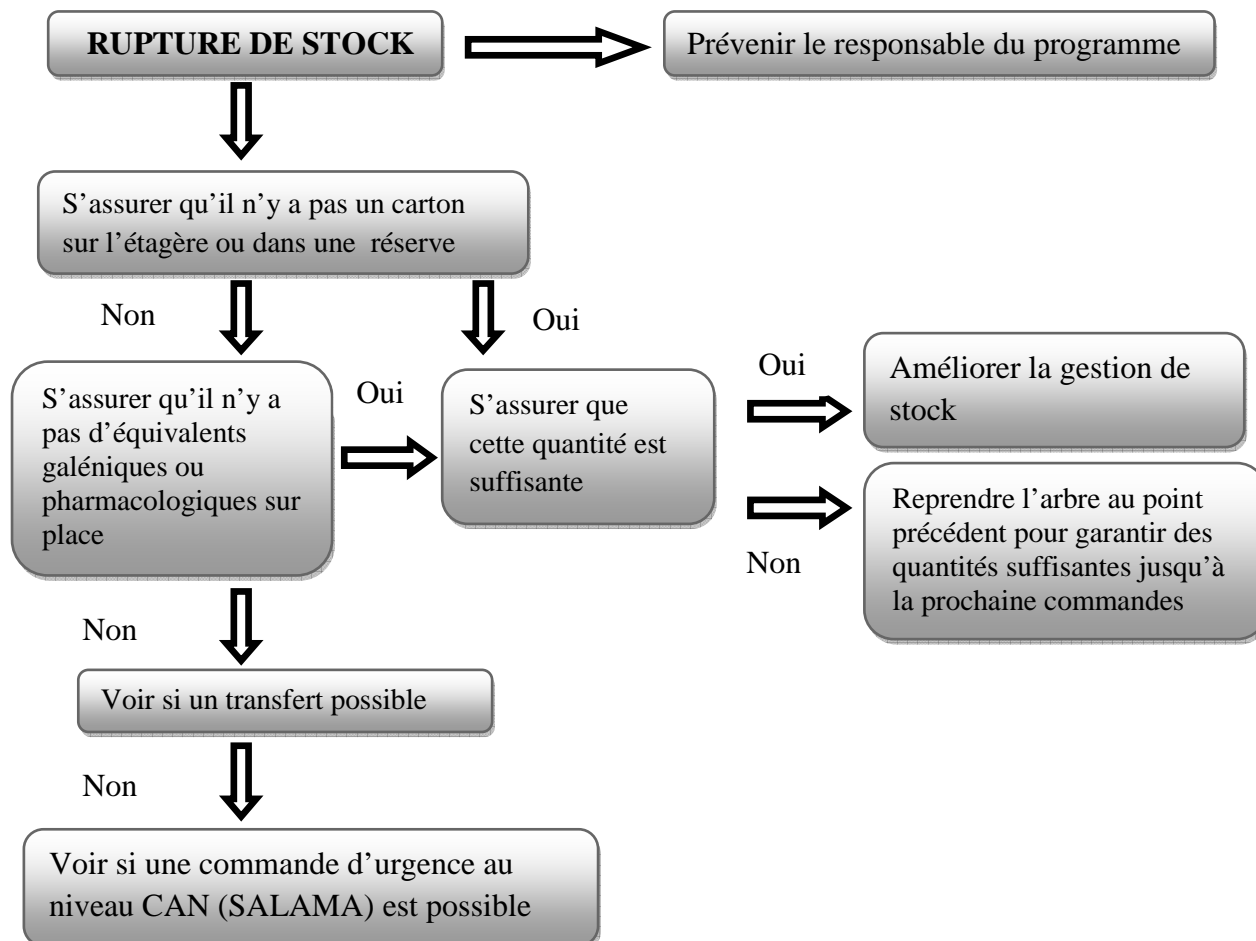 RUPTURE DE STOCK
Prévenir le responsable du programme
S’assurer qu’il n’y a pas un carton
sur l’étagère ou dans une réserve
Non
Oui
S’assurer qu’il n’y a
pas d’équivalents
galéniques ou
pharmacologiques sur
place
Oui
S’assurer que
cette quantité est
suffisante
Oui
Améliorer la gestion de
stock
Non
Reprendre l’arbre au point
précédent pour garantir des
quantités suffisantes jusqu’à
la prochaine commandes
Non
Voir si un transfert possible
Non
Voir si une commande d’urgence au
niveau CAN (SALAMA) est possible